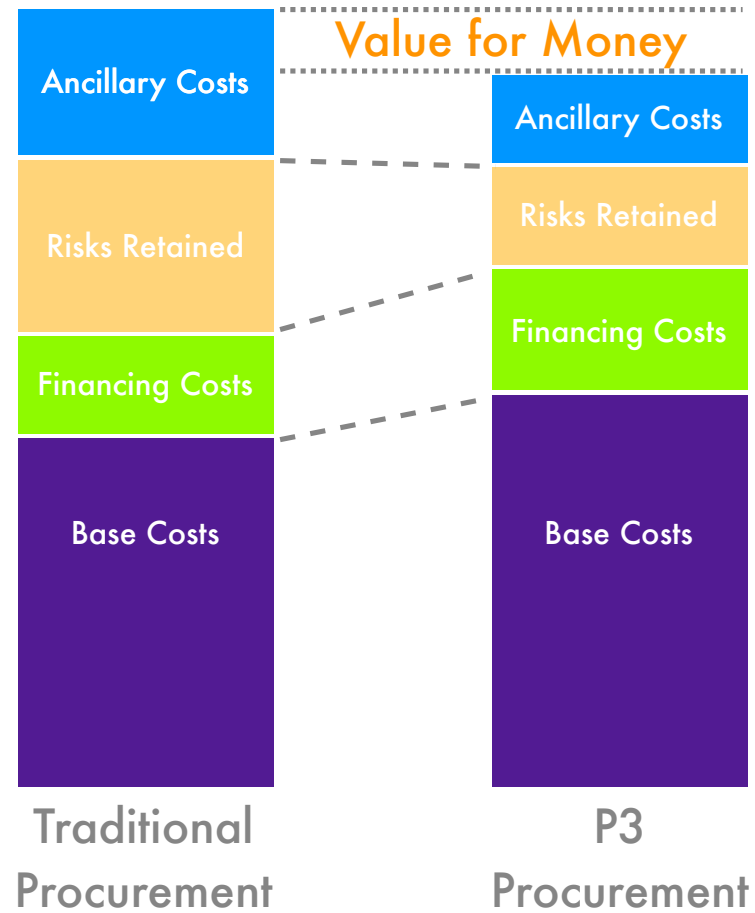 Value for Money
Ancillary Costs
Risks Retained
Financing Costs
Base Costs
Traditional
Procurement
Ancillary Costs
Risks Retained
Financing Costs
Base Costs
P3
Procurement